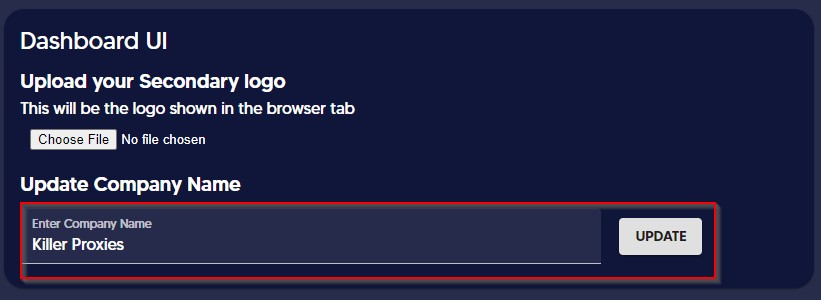 Dashboard UI
Upload your Secondary logo
This will be the logo shown in the browser tab
Choose File No file chosen
Update Company Name
Enter Company Name
Killer Proxies
UPDATE